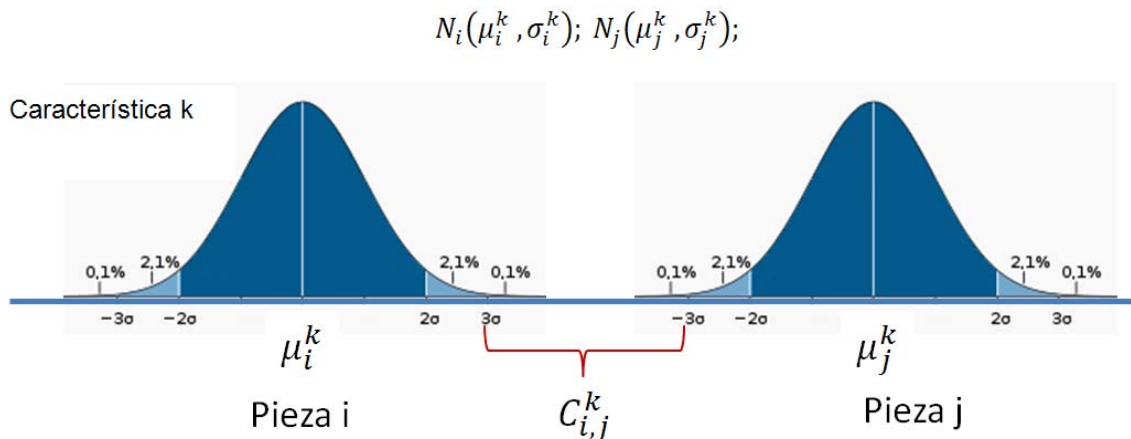 N_i(μ_i^k, σ_i^k); N_j(μ_j^k, σ_j^k);
Característica k
0,1% 2,1% 2,1% 0,1% 0,1% 2,1% 2,1% 0,1%
−3σ −2σ 2σ 3σ −3σ −2σ 2σ 3σ
μ_i^k μ_j^k
Pieza i C_{i,j}^k Pieza j